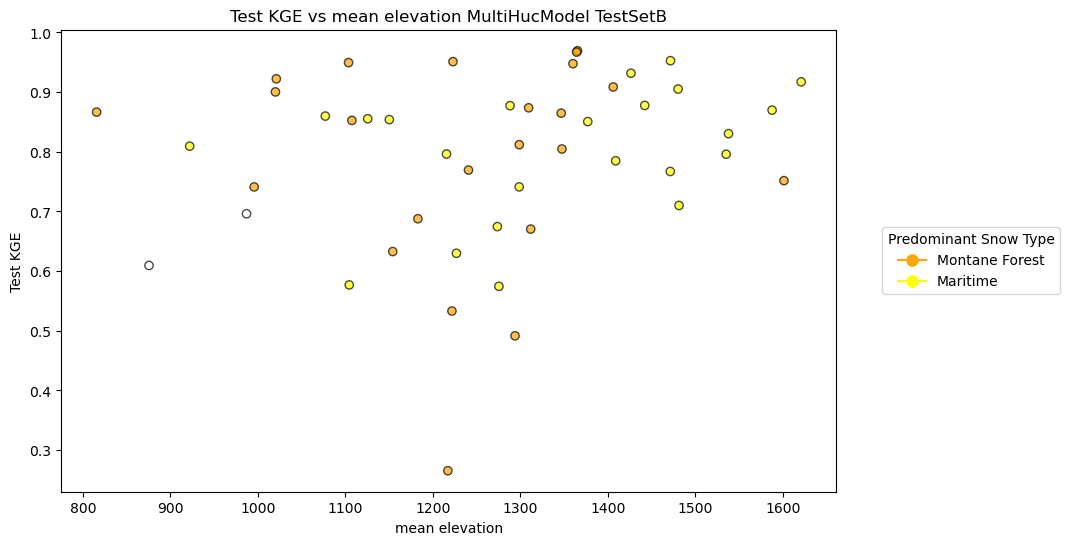 Test KGE vs mean elevation MultiHucModel TestSetB
1.0
0.9
0.8
0.7
0.6
0.5
0.4
0.3
Test KGE
800 900 1000 1100 1200 1300 1400 1500 1600
mean elevation
Predominant Snow Type
Montane Forest
Maritime